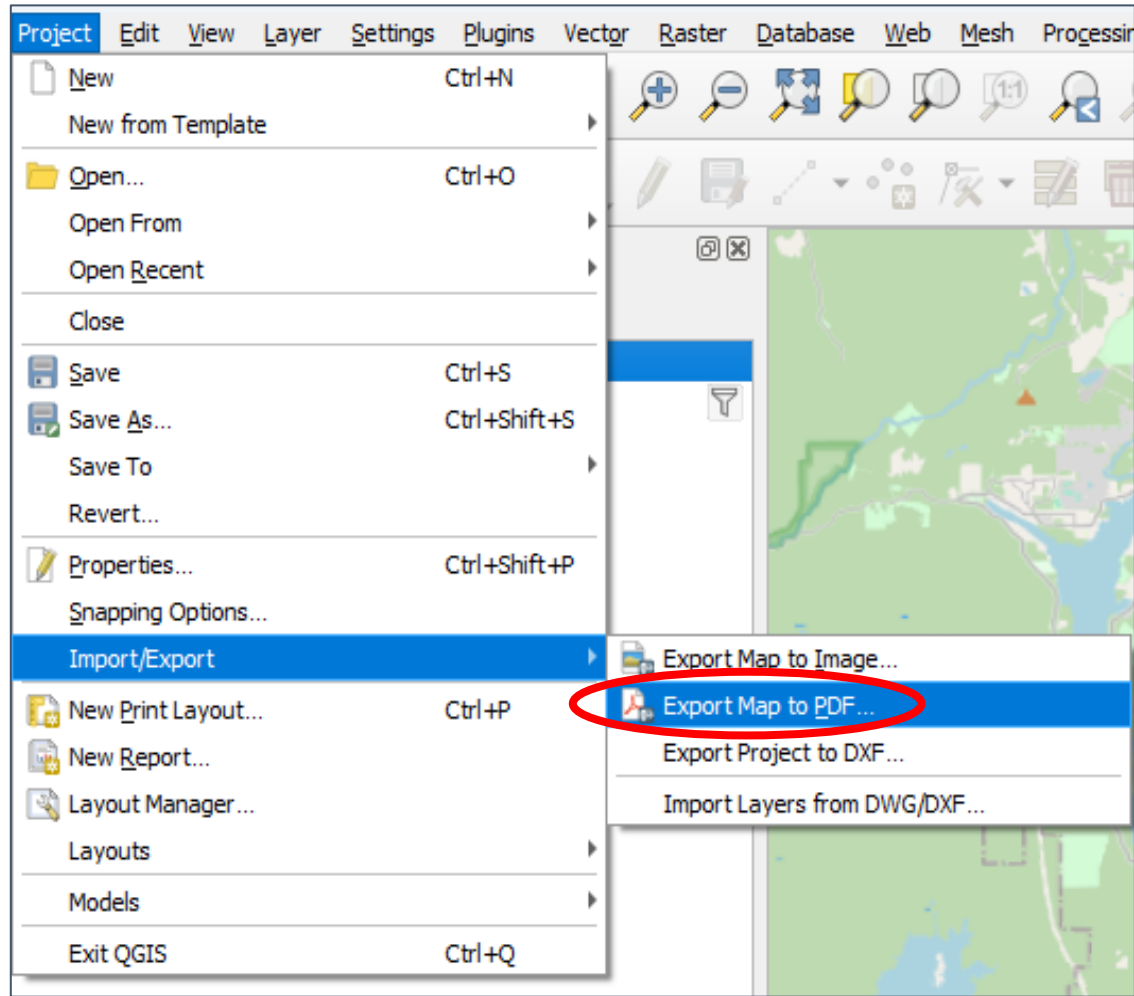 Project Edit View Layer Settings Plugins Vector Raster Database Web Mesh
New Ctrl+N
New from Template
1:1
Open... Ctrl+O
Open From
Open Recent
Close
Save Ctrl+S
Save As... Ctrl+Shift+S
Save To
Revert...
Properties... Ctrl+Shift+P
Snapping Options...
Import/Export
Export Map to Image...
Export Map to PDF...
Export Project to DXF...
Import Layers from DWG/DXF...
New Print Layout... Ctrl+P
New Report...
Layout Manager...
Layouts
Models
Exit QGIS Ctrl+Q